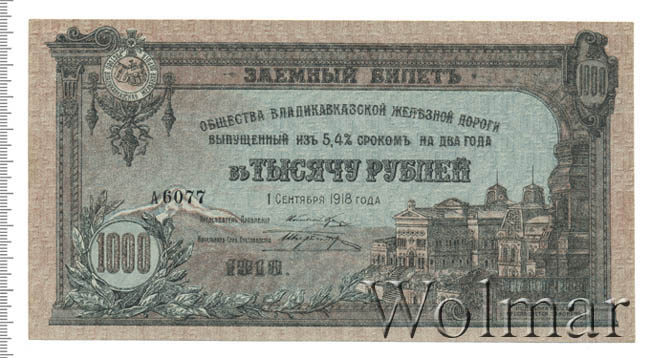 ЗАЕМНЫЙ БИЛЕТЪ
1000
ОБЩЕСТВА ВЛАДИКАВКАЗСКОЙ ЖЕЛЕЗНОЙ ДОРОГИ
ВЫПУЩЕННЫЙ ИЗЪ 5,4% СРОКОМЪ НА ДВА ГОДА
ВЪ ТЫСЯЧУ РУБЛЕЙ
А6077
1 СЕНТЯБРЯ 1918 ГОДА
1000
1918.
Wolmar